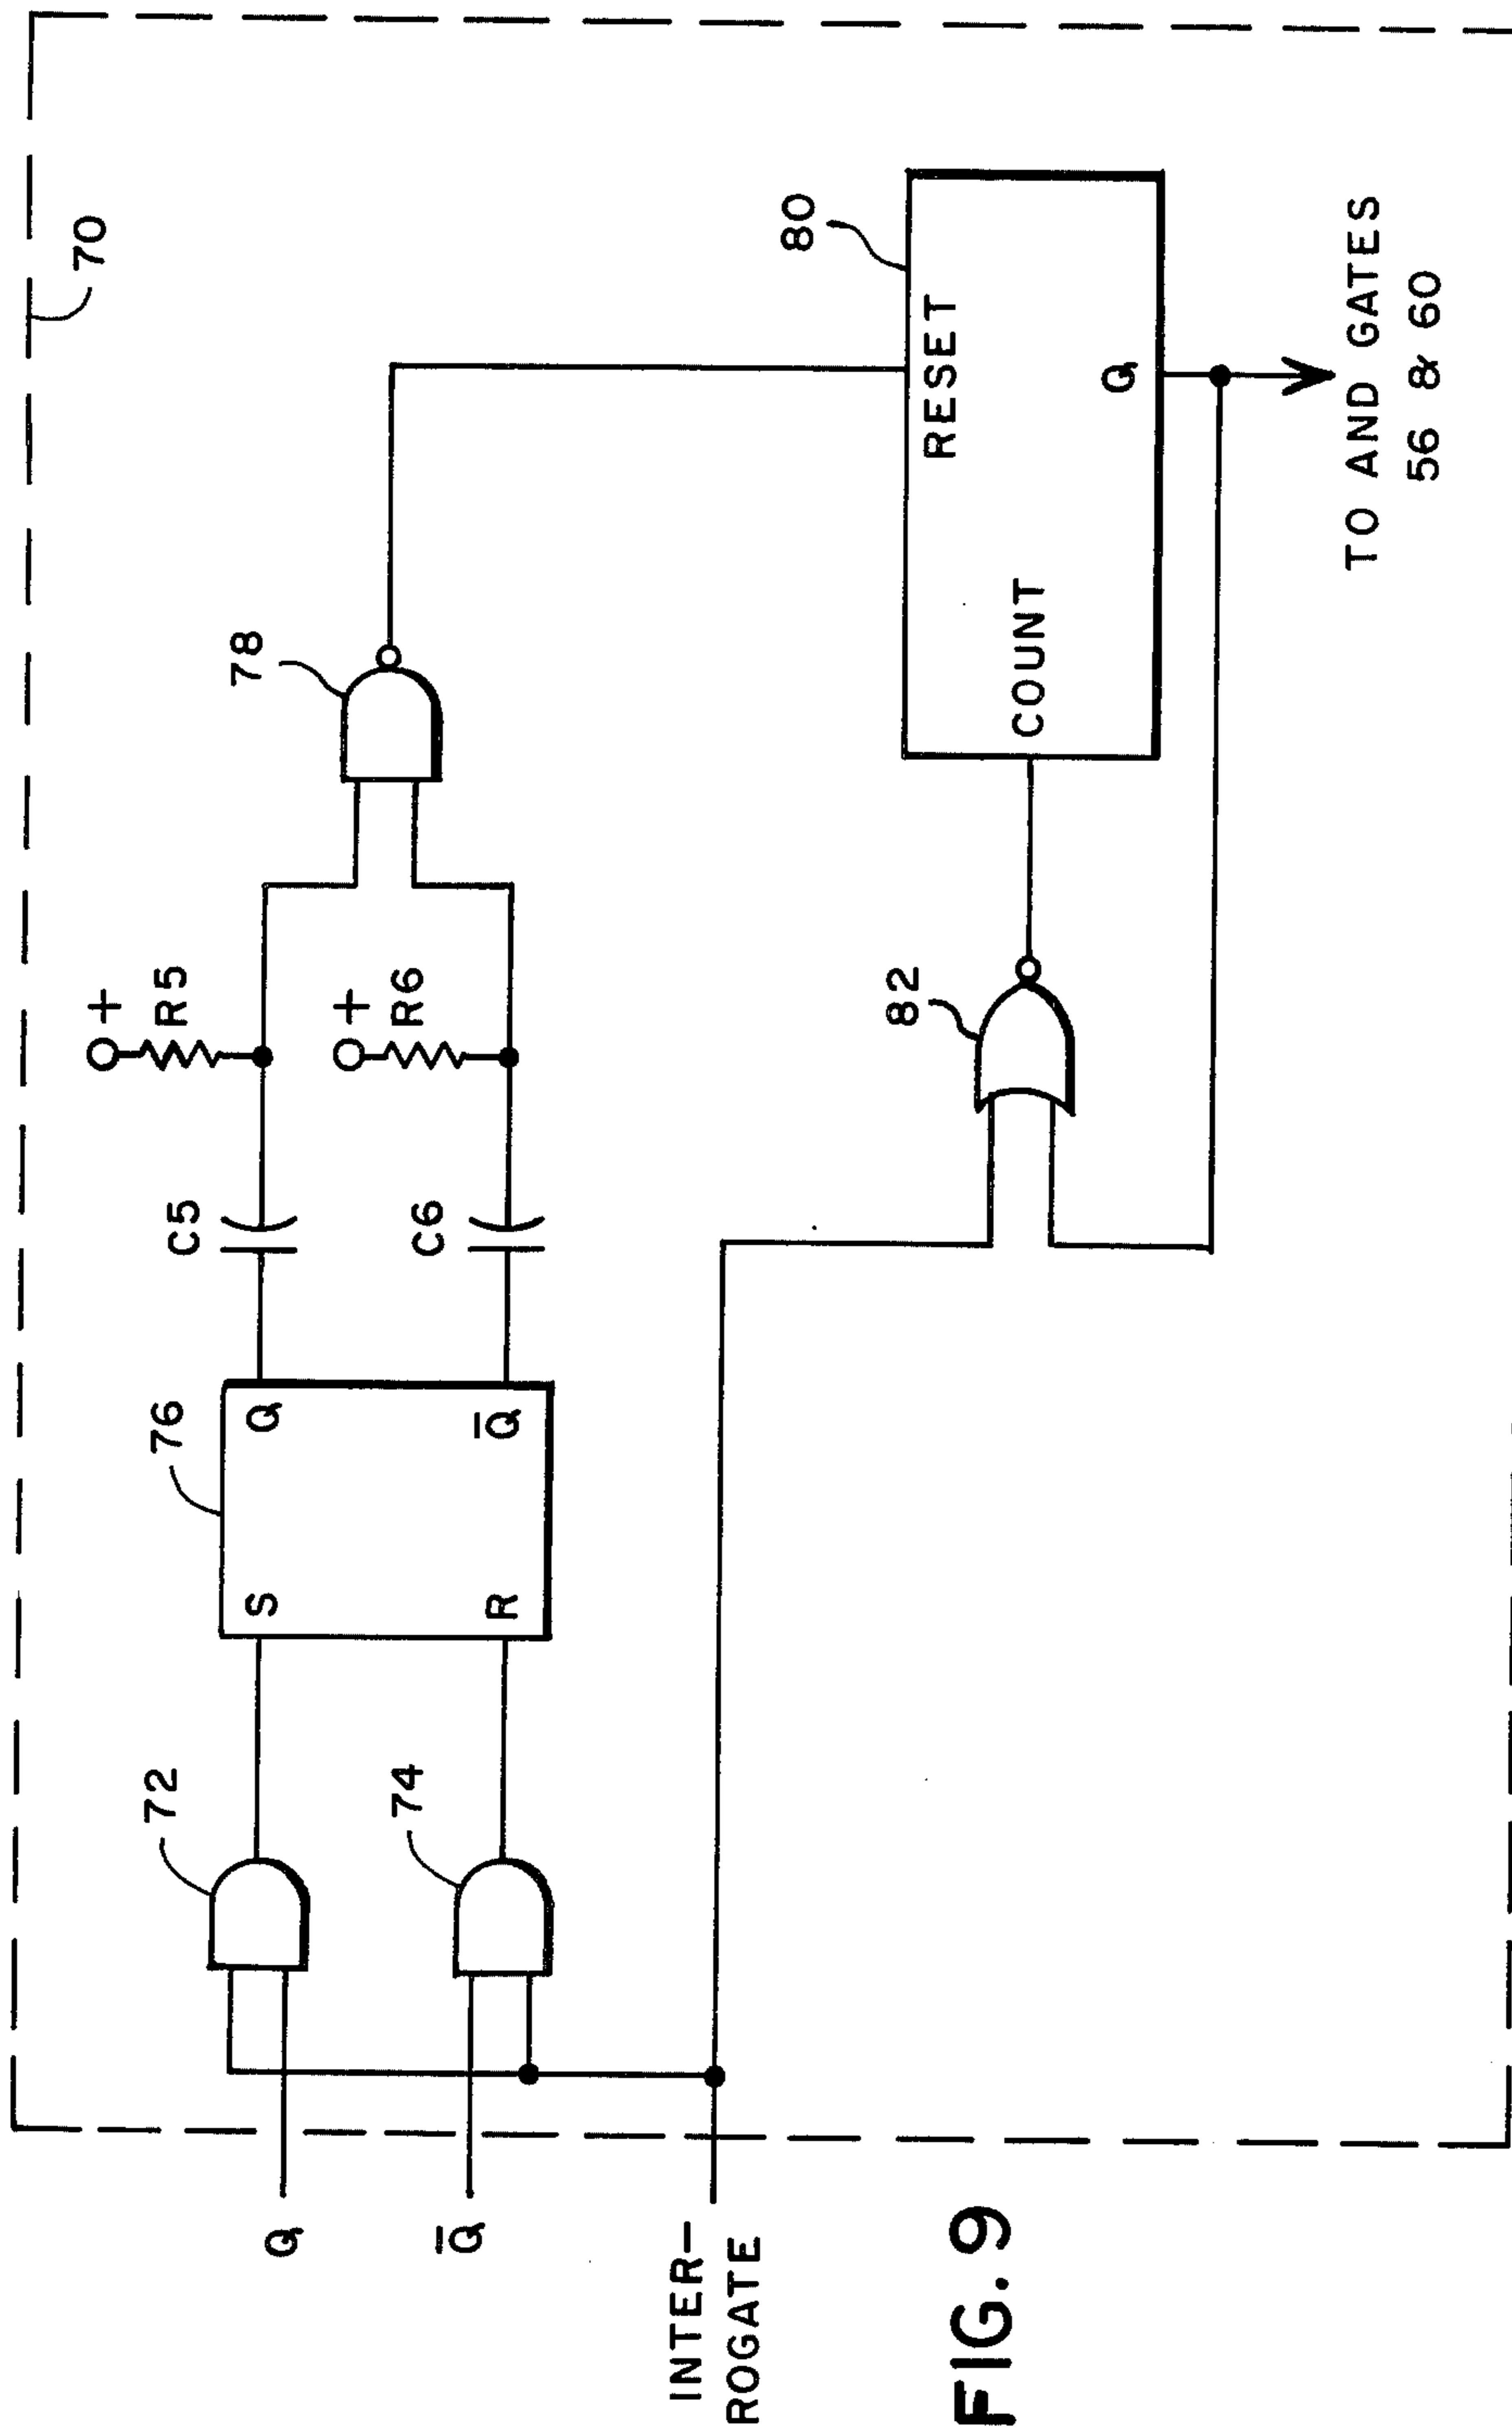 70
R5
+
C5
R6
+
C6
72
76
78
S
Q
Q
74
R
Q̅
Q̅
INTER-
ROGATE
82
80
RESET
COUNT
Q
TO AND GATES
56 & 60
FIG. 9